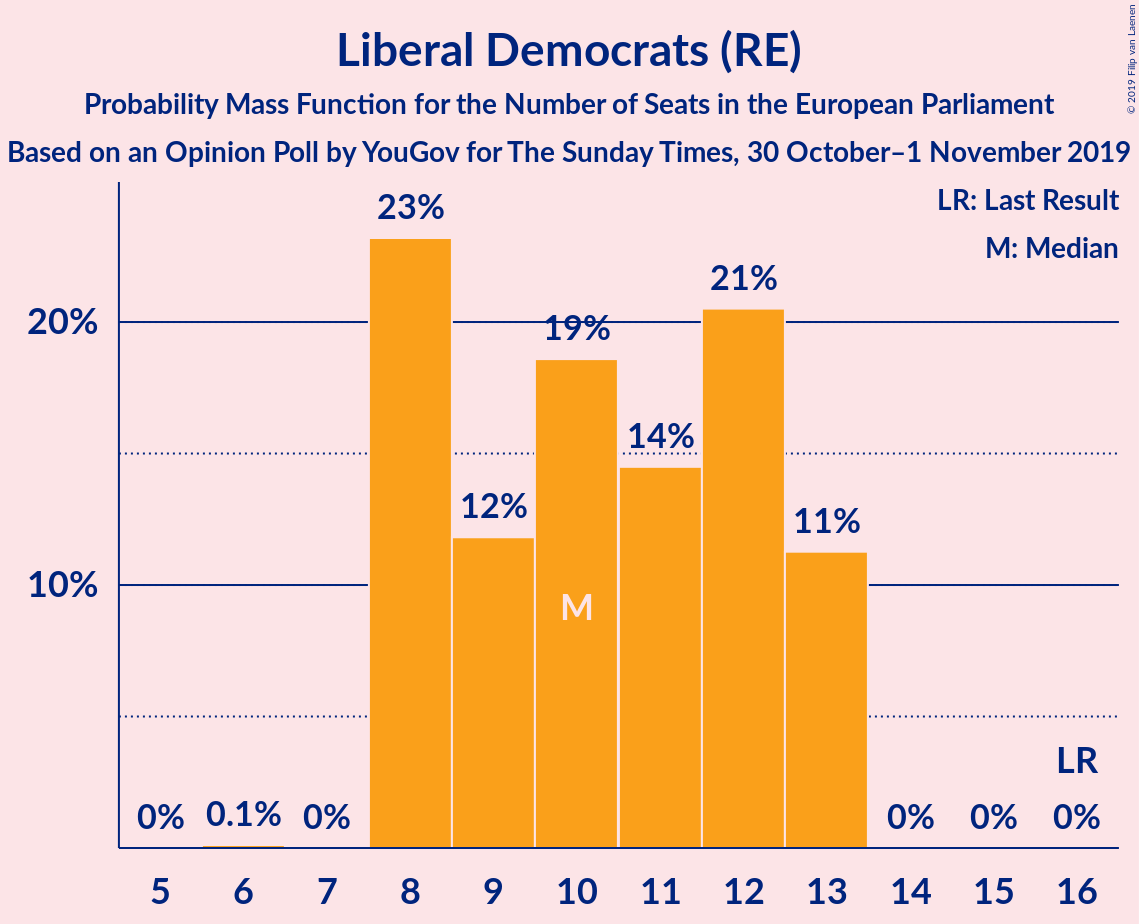 Liberal Democrats (RE)
Probability Mass Function for the Number of Seats in the European Parliament
Based on an Opinion Poll by YouGov for The Sunday Times, 30 October–1 November 2019
© 2019 Filip van Laenen
LR: Last Result
M: Median
23%
21%
20%
19%
14%
12%
11%
10%
M
LR
0%
0.1%
0%
0%
0%
0%
5 6 7 8 9 10 11 12 13 14 15 16